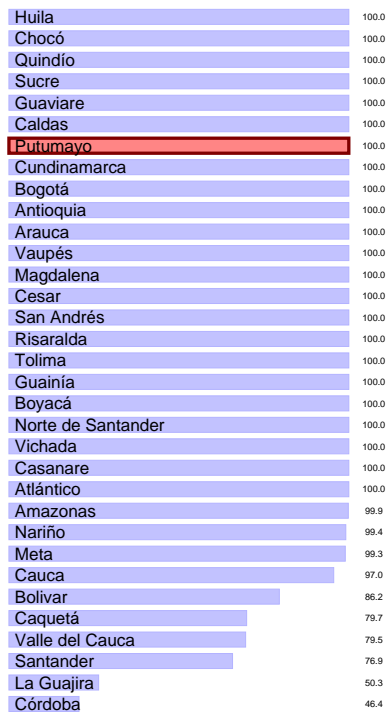 Huila 100.0
Chocó 100.0
Quindío 100.0
Sucre 100.0
Guaviare 100.0
Caldas 100.0
Putumayo 100.0
Cundinamarca 100.0
Bogotá 100.0
Antioquia 100.0
Arauca 100.0
Vaupés 100.0
Magdalena 100.0
Cesar 100.0
San Andrés 100.0
Risaralda 100.0
Tolima 100.0
Guainía 100.0
Boyacá 100.0
Norte de Santander 100.0
Vichada 100.0
Casanare 100.0
Atlántico 100.0
Amazonas 99.9
Nariño 99.4
Meta 99.3
Cauca 97.0
Bolivar 86.2
Caquetá 79.7
Valle del Cauca 79.5
Santander 76.9
La Guajira 50.3
Córdoba 46.4